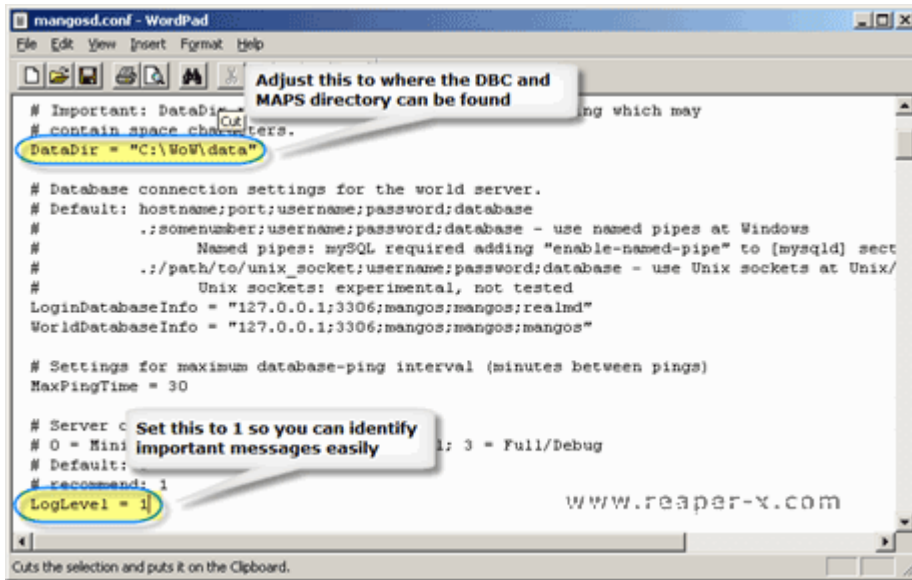 mangosd.conf - WordPad
File Edit View Insert Format Help
Adjust this to where the DBC and
MAPS directory can be found
# Important: DataDir ing which may
Cut
# contain space characters.
DataDir = "C:\WoW\data"
# Database connection settings for the world server.
# Default: hostname;port;username;password;database
# .;somenumber;username;password;database - use named pipes at Windows
# Named pipes: mySQL required adding "enable-named-pipe" to [mysqld] sect
# .;/path/to/unix_socket;username;password;database - use Unix sockets at Unix/
# Unix sockets: experimental, not tested
LoginDatabaseInfo = "127.0.0.1;3306;mangos;mangos;realmd"
WorldDatabaseInfo = "127.0.0.1;3306;mangos;mangos;mangos"
# Settings for maximum database-ping interval (minutes between pings)
MaxPingTime = 30
# Server c
Set this to 1 so you can identify
important messages easily
# 0 = Mini l; 3 = Full/Debug
# Default:
# recommend: 1
LogLevel = 1
www.reaper-x.com
Cuts the selection and puts it on the Clipboard.